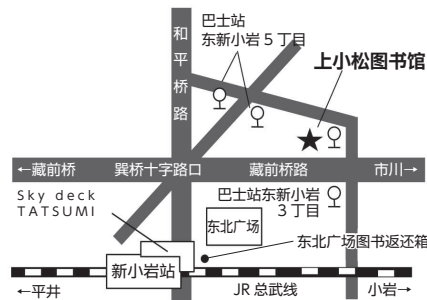 和平桥路
巴士站
东新小岩5丁目
上小松图书馆
←藏前桥
巽桥十字路口
藏前桥路
市川→
Sky deck
TATSUMI
巴士站东新小岩
3丁目
东北广场
东北广场图书返还箱
新小岩站
←平井
JR 总武线
小岩→